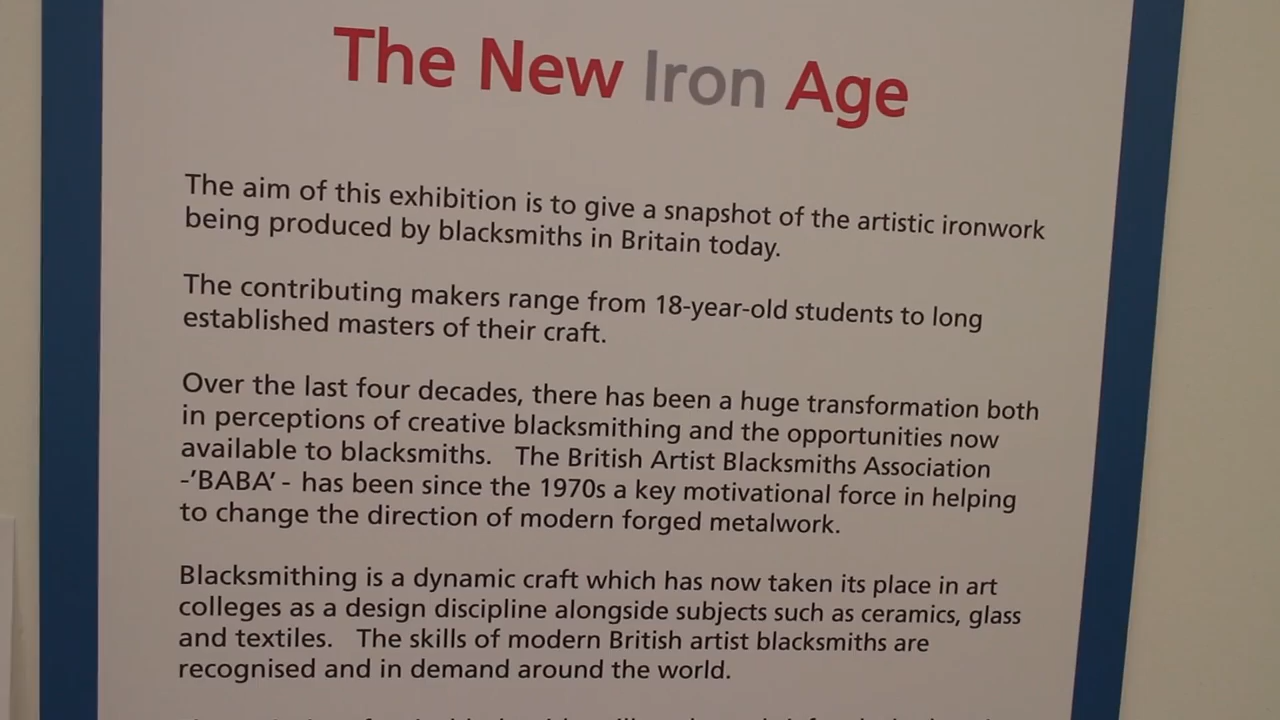 The New Iron Age
The aim of this exhibition is to give a snapshot of the artistic ironwork
being produced by blacksmiths in Britain today.
The contributing makers range from 18-year-old students to long
established masters of their craft.
Over the last four decades, there has been a huge transformation both
in perceptions of creative blacksmithing and the opportunities now
available to blacksmiths. The British Artist Blacksmiths Association
-'BABA' - has been since the 1970s a key motivational force in helping
to change the direction of modern forged metalwork.
Blacksmithing is a dynamic craft which has now taken its place in art
colleges as a design discipline alongside subjects such as ceramics, glass
and textiles. The skills of modern British artist blacksmiths are
recognised and in demand around the world.